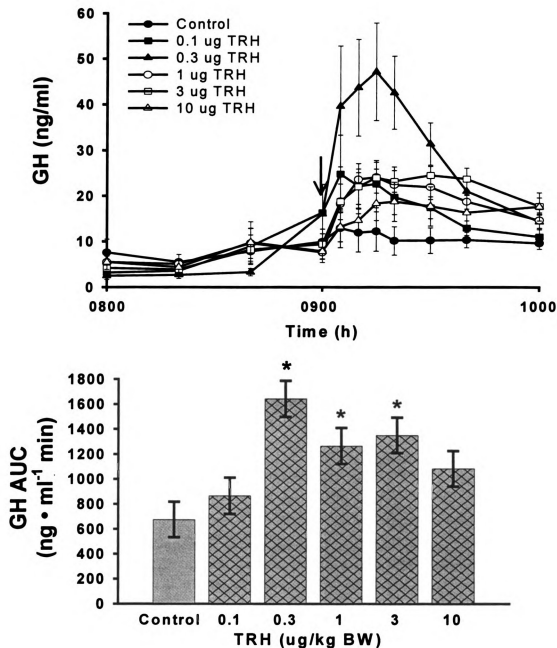 Control
0.1 ug TRH
0.3 ug TRH
1 ug TRH
3 ug TRH
10 ug TRH
GH (ng/ml)
60
50
40
30
20
10
0
0800 0900 1000
Time (h)
GH AUC
(ng • ml-1 min)
1800
1600
1400
1200
1000
800
600
400
200
0
*
* *
Control 0.1 0.3 1 3 10
TRH (ug/kg BW)